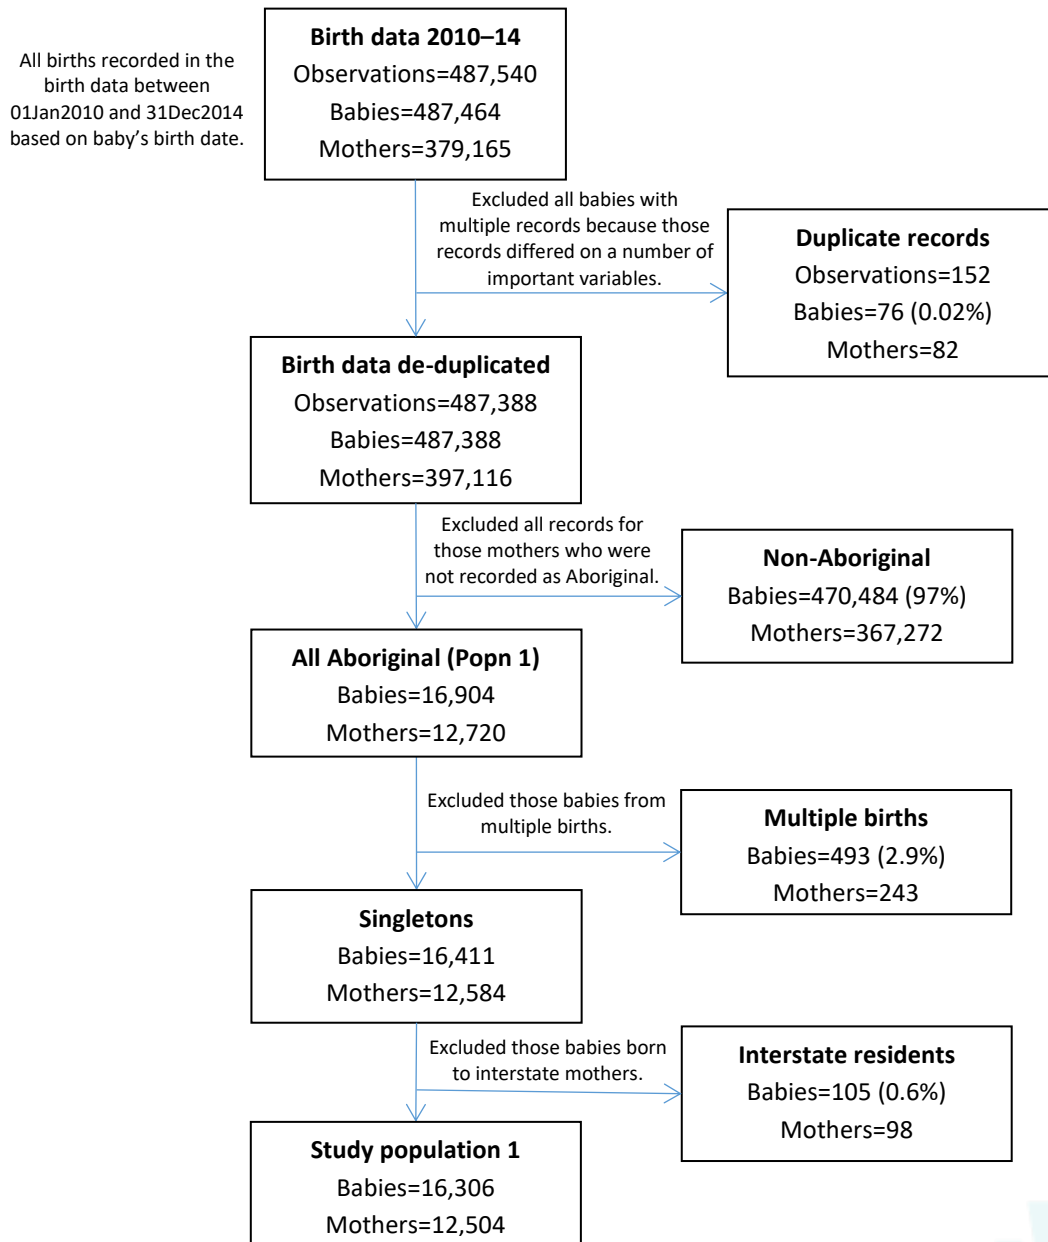 All births recorded in the
birth data between
01Jan2010 and 31Dec2014
based on baby's birth date.
Birth data 2010–14
Observations=487,540
Babies=487,464
Mothers=379,165
Excluded all babies with
multiple records because those
records differed on a number of
important variables.
Duplicate records
Observations=152
Babies=76 (0.02%)
Mothers=82
Birth data de-duplicated
Observations=487,388
Babies=487,388
Mothers=397,116
Excluded all records for
those mothers who were
not recorded as Aboriginal.
Non-Aboriginal
Babies=470,484 (97%)
Mothers=367,272
All Aboriginal (Popn 1)
Babies=16,904
Mothers=12,720
Excluded those babies from
multiple births.
Multiple births
Babies=493 (2.9%)
Mothers=243
Singletons
Babies=16,411
Mothers=12,584
Excluded those babies born
to interstate mothers.
Interstate residents
Babies=105 (0.6%)
Mothers=98
Study population 1
Babies=16,306
Mothers=12,504